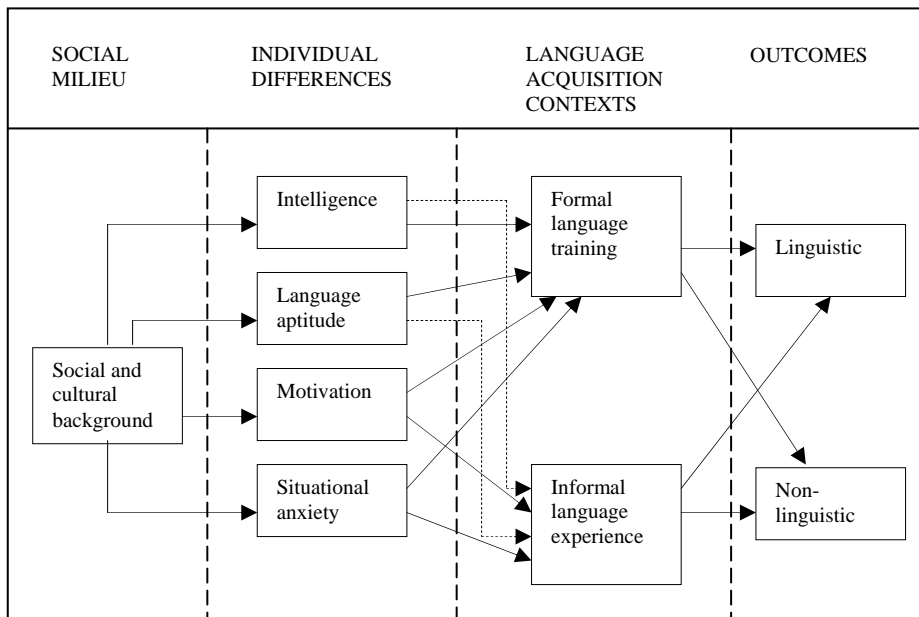 SOCIAL
MILIEU
INDIVIDUAL
DIFFERENCES
LANGUAGE
ACQUISITION
CONTEXTS
OUTCOMES
Social and
cultural
background
Intelligence
Language
aptitude
Motivation
Situational
anxiety
Formal
language
training
Informal
language
experience
Linguistic
Non-
linguistic